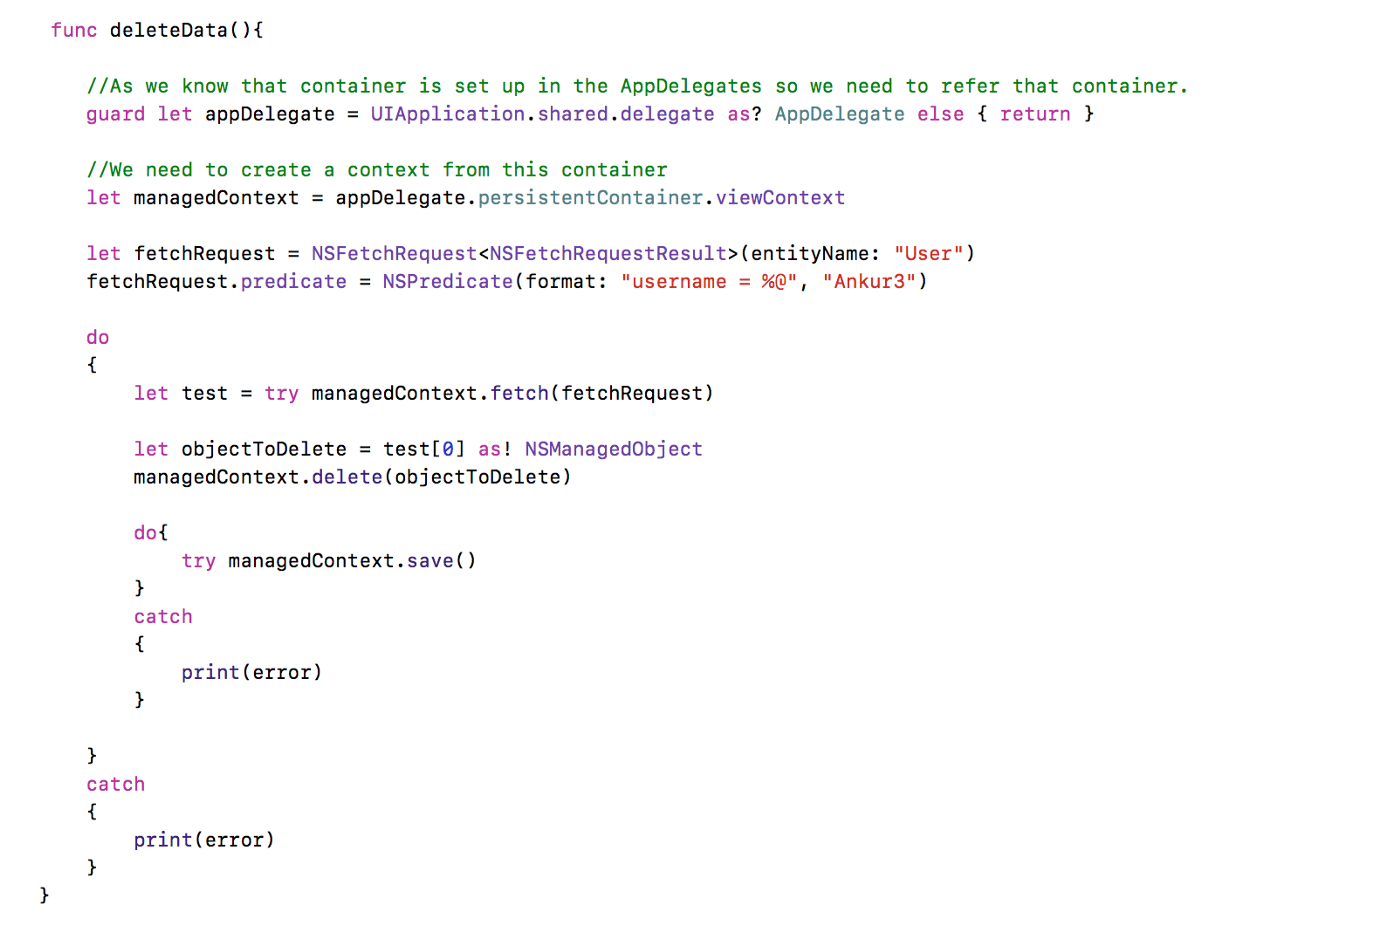 func deleteData(){
//As we know that container is set up in the AppDelegates so we need to refer that container.
guard let appDelegate = UIApplication.shared.delegate as? AppDelegate else { return }
//We need to create a context from this container
let managedContext = appDelegate.persistentContainer.viewContext
let fetchRequest = NSFetchRequest<NSFetchRequestResult>(entityName: "User")
fetchRequest.predicate = NSPredicate(format: "username = %@", "Ankur3")
do
{
let test = try managedContext.fetch(fetchRequest)
let objectToDelete = test[0] as! NSManagedObject
managedContext.delete(objectToDelete)
do{
try managedContext.save()
}
catch
{
print(error)
}
}
catch
{
print(error)
}
}